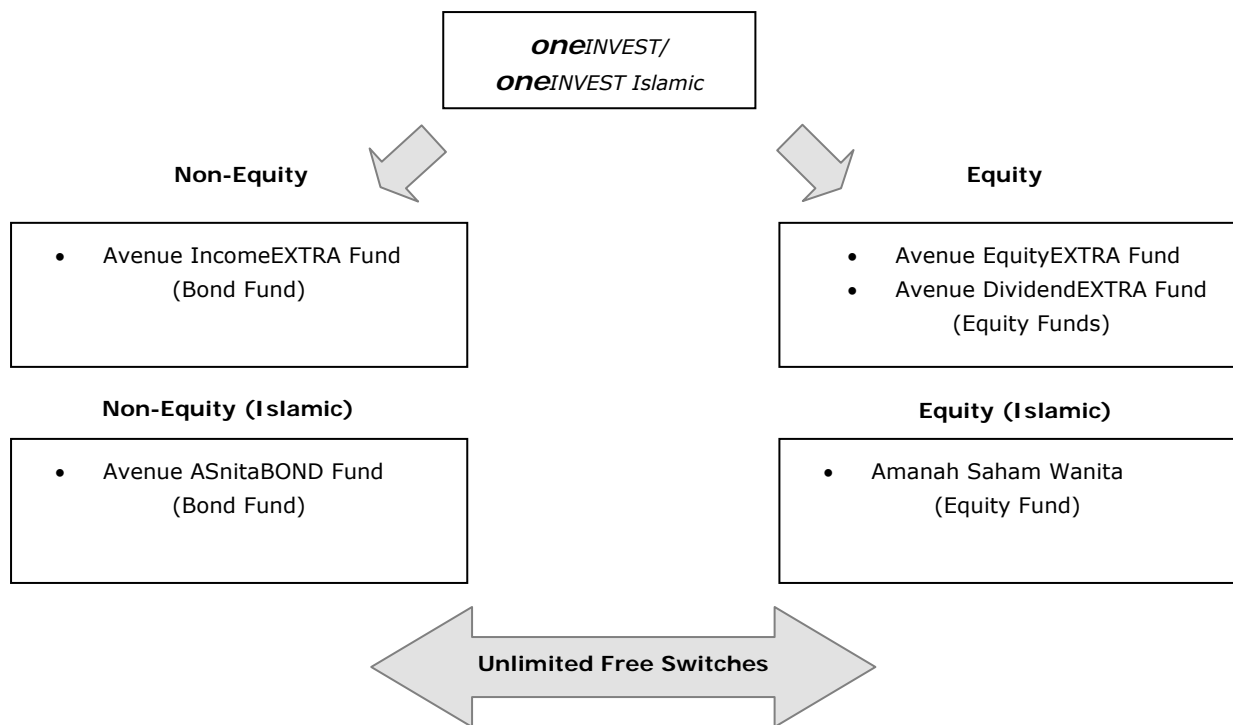 oneINVEST/
oneINVEST Islamic
Non-Equity
Equity
• Avenue IncomeEXTRA Fund
(Bond Fund)
• Avenue EquityEXTRA Fund
• Avenue DividendEXTRA Fund
(Equity Funds)
Non-Equity (Islamic)
Equity (Islamic)
• Avenue ASnitaBOND Fund
(Bond Fund)
• Amanah Saham Wanita
(Equity Fund)
Unlimited Free Switches